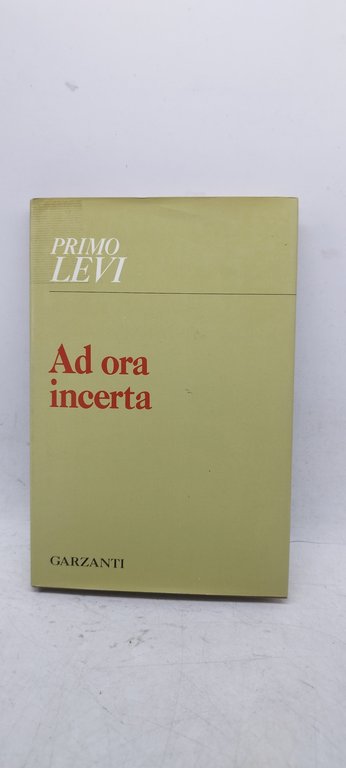 PRIMO
LEVI
Ad ora
incerta
GARZANTI